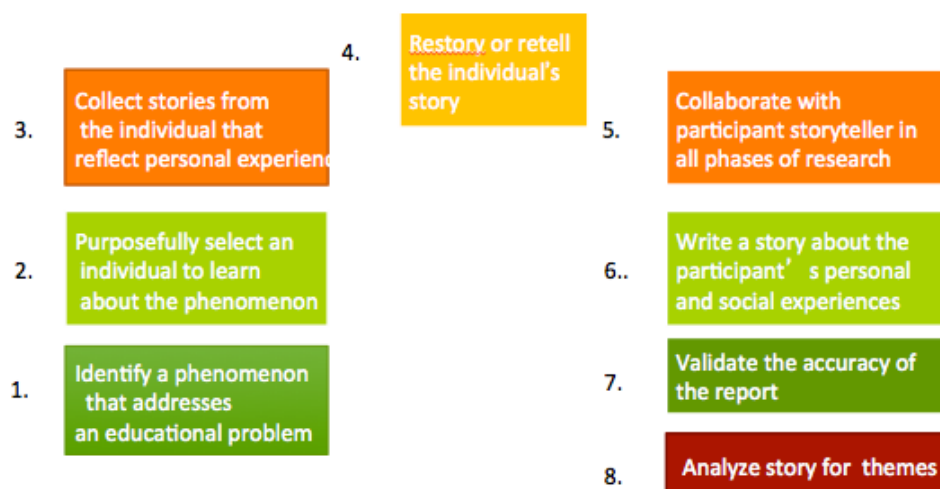 1.
Identify a phenomenon
that addresses
an educational problem
2.
Purposefully select an
individual to learn
about the phenomenon
3.
Collect stories from
the individual that
reflect personal experienc
4.
Restory or retell
the individual's
story
5.
Collaborate with
participant storyteller in
all phases of research
6..
Write a story about the
participant’ s personal
and social experiences
7.
Validate the accuracy of
the report
8.
Analyze story for themes